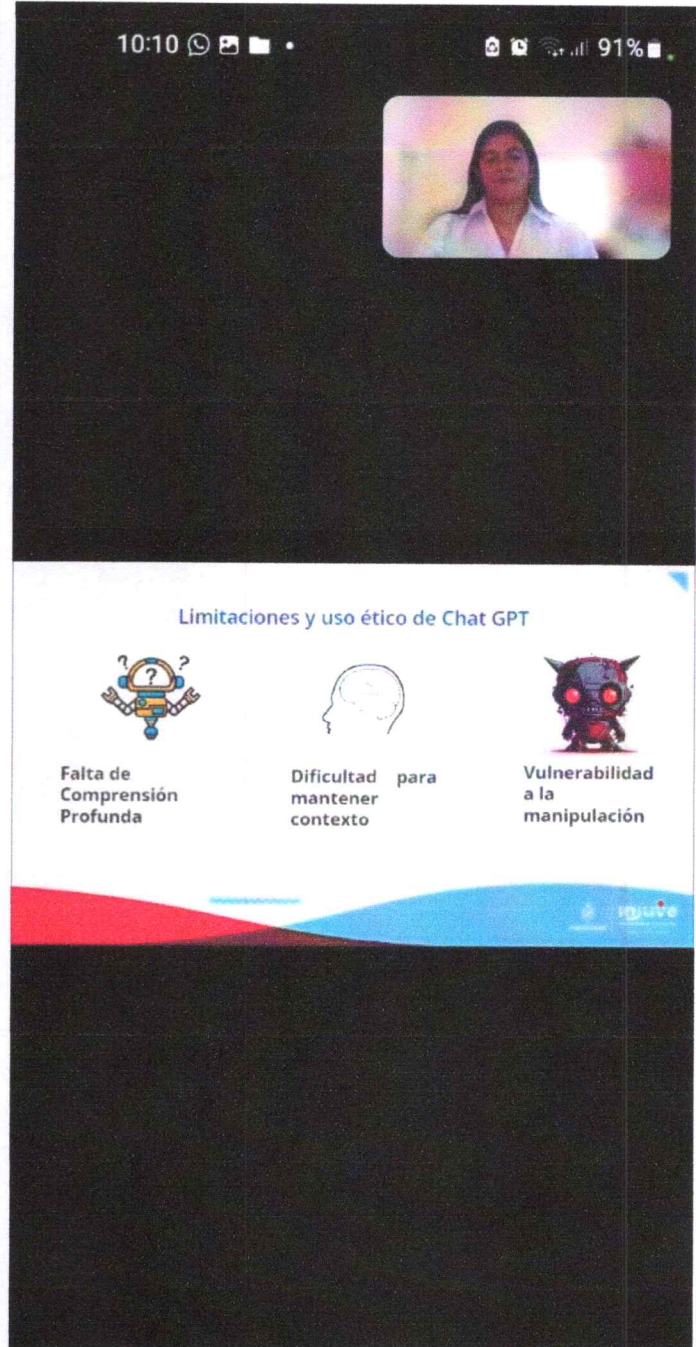 10:10
91%
Limitaciones y uso ético de Chat GPT
? ? ?
Falta de
Comprensión
Profunda
Dificultad para
mantener
contexto
Vulnerabilidad
a la
manipulación
injuve